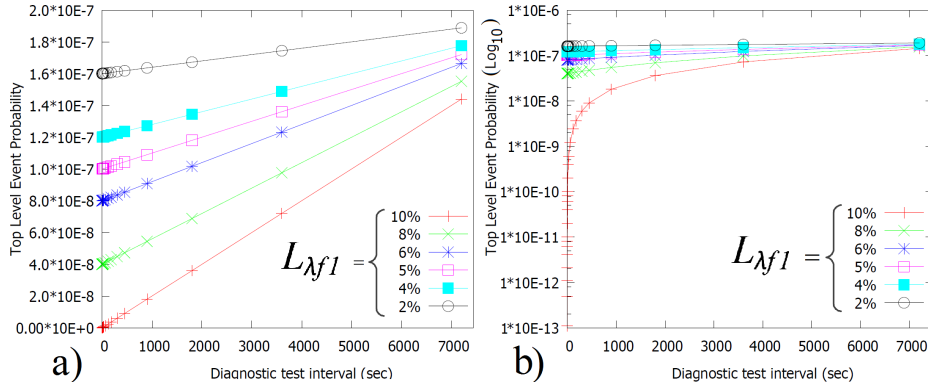 2.0*10E-7
1.8*10E-7
1.6*10E-7
1.4*10E-7
1.2*10E-7
1.0*10E-7
8.0*10E-8
6.0*10E-8
4.0*10E-8
2.0*10E-8
0.00*10E+0
Top Level Event Probability
0 1000 2000 3000 4000 5000 6000 7000
Diagnostic test interval (sec)
a)
Lλf1 =
10%
8%
6%
5%
4%
2%
1*10E-6
1*10E-7
1*10E-8
1*10E-9
1*10E-10
1*10E-11
1*10E-12
1*10E-13
Top Level Event Probability (Log10)
0 1000 2000 3000 4000 5000 6000 7000
Diagnostic test interval (sec)
b)
Lλf1 =
10%
8%
6%
5%
4%
2%